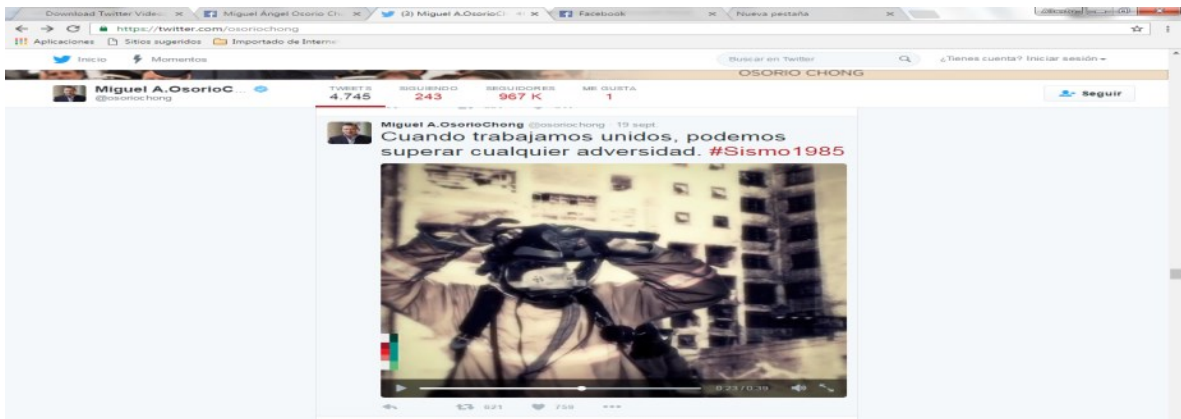 Download Twitter Video
Miguel Ángel Osorio Ch
(2) Miguel A.OsorioC
Facebook
Nueva pestaña
https://twitter.com/osoriochong
Aplicaciones
Sitios sugeridos
Importado de Interne
Inicio
Momentos
Buscar en Twitter
¿Tienes cuenta? Iniciar sesión
OSORIO CHONG
Miguel A.OsorioC...
@osoriochong
TWEETS
4.745
SIGUIENDO
243
SEGUIDORES
967 K
ME GUSTA
1
Seguir
Miguel A.OsorioChong @osoriochong · 19 sept.
Cuando trabajamos unidos, podemos
superar cualquier adversidad. #Sismo1985
0:23/0:39
621
759